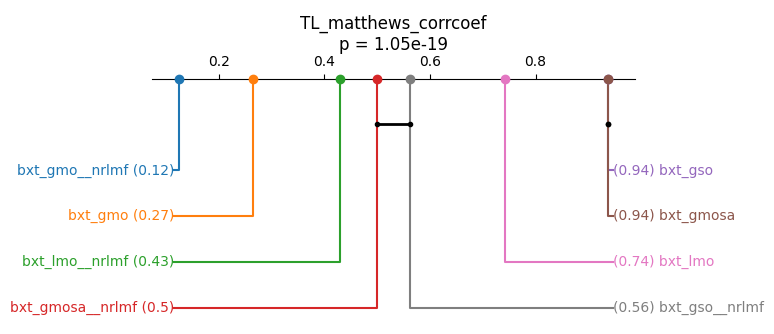 TL_matthews_corrcoef
p = 1.05e-19
0.2 0.4 0.6 0.8
bxt_gmo__nrlmf (0.12) (0.94) bxt_gso
bxt_gmo (0.27) (0.94) bxt_gmosa
bxt_lmo__nrlmf (0.43) (0.74) bxt_lmo
bxt_gmosa__nrlmf (0.5) (0.56) bxt_gso__nrlmf